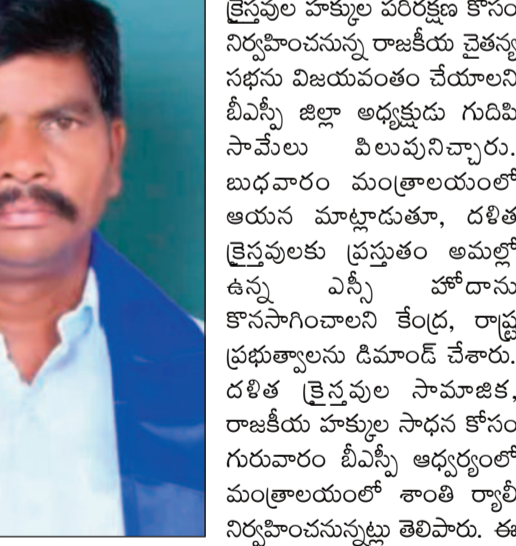 క్రైస్తవుల హక్కుల పరిరక్షణ కోసం
నిర్వహించనున్న రాజకీయ చైతన్య
సభను విజయవంతం చేయాలని
బీఎస్పీ జిల్లా అధ్యక్షుడు గుదిపి
సామేలు పిలుపునిచ్చారు.
బుధవారం మంత్రాలయంలో
ఆయన మాట్లాడుతూ, దళిత
క్రైస్తవులకు ప్రస్తుతం అమల్లో
ఉన్న ఎస్సీ హోదాను
కొనసాగించాలని కేంద్ర, రాష్ట్ర
ప్రభుత్వాలను డిమాండ్ చేశారు.
దళిత క్రైస్తవుల సామాజిక,
రాజకీయ హక్కుల సాధన కోసం
గురువారం బీఎస్పీ ఆధ్వర్యంలో
మంత్రాలయంలో శాంతి ర్యాలీ
నిర్వహించనున్నట్లు తెలిపారు. ఈ